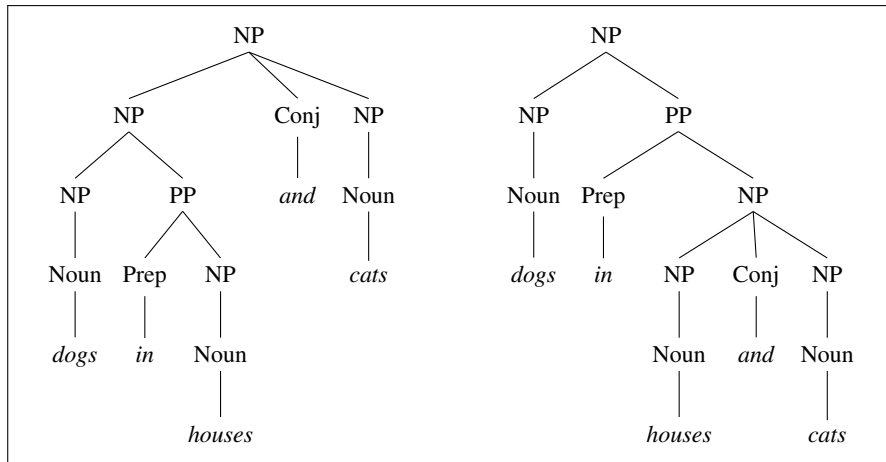 NP NP
NP Conj NP NP PP
NP PP and Noun Noun Prep NP
Noun Prep NP cats dogs in NP Conj NP
dogs in Noun Noun and Noun
houses houses cats